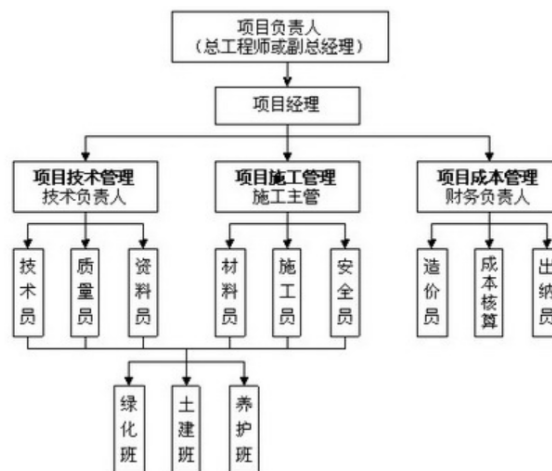 项目负责人
（总工程师或副总经理）
项目经理
项目技术管理
技术负责人
项目施工管理
施工主管
项目成本管理
财务负责人
技术员
质量员
资料员
材料员
施工员
安全员
造价员
成本核算
出纳员
绿化班
土建班
养护班